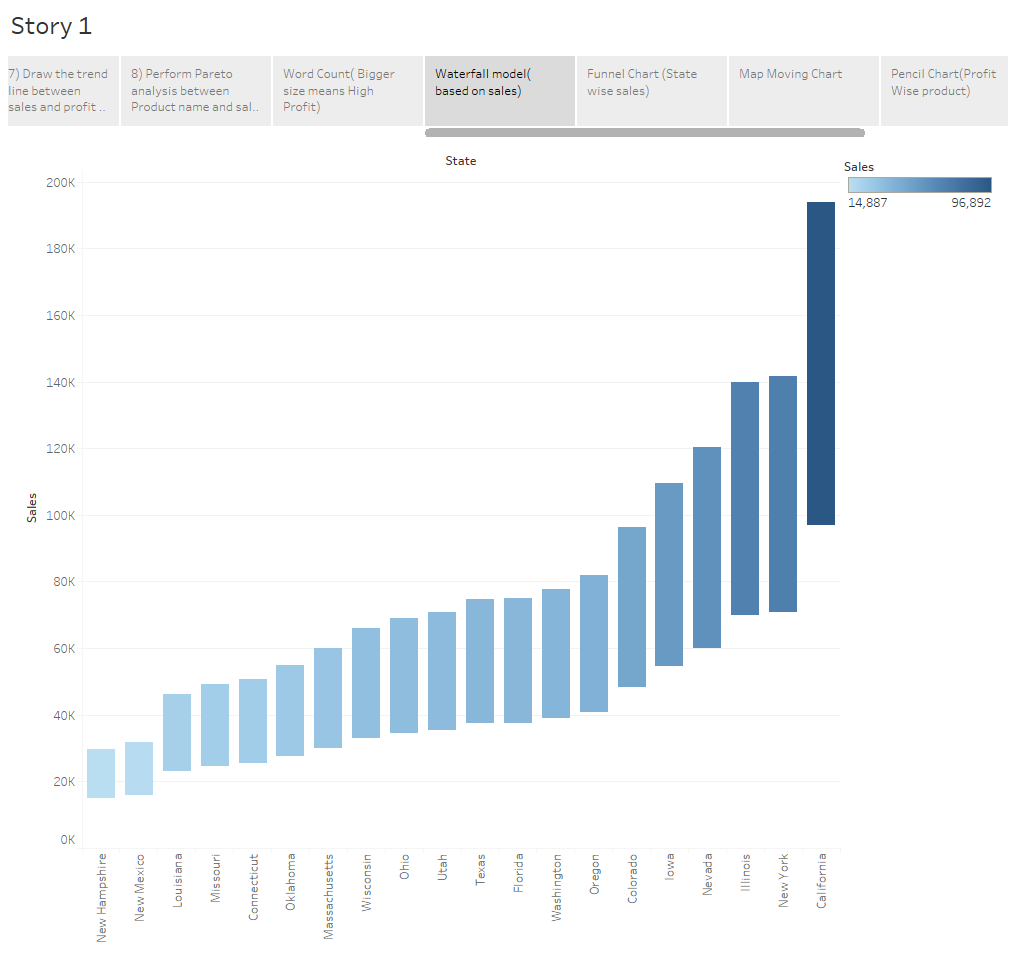 Story 1
7) Draw the trend
line between
sales and profit ..
8) Perform Pareto
analysis between
Product name and sal..
Word Count( Bigger
size means High
Profit)
Waterfall model(
based on sales)
Funnel Chart (State
wise sales)
Map Moving Chart
Pencil Chart(Profit
Wise product)
State
Sales
14,887
96,892
200K
180K
160K
140K
120K
100K
80K
60K
40K
20K
0K
Sales
New Hampshire
New Mexico
Louisiana
Missouri
Connecticut
Oklahoma
Massachusetts
Wisconsin
Ohio
Utah
Texas
Florida
Washington
Oregon
Colorado
Iowa
Nevada
Illinois
New York
California